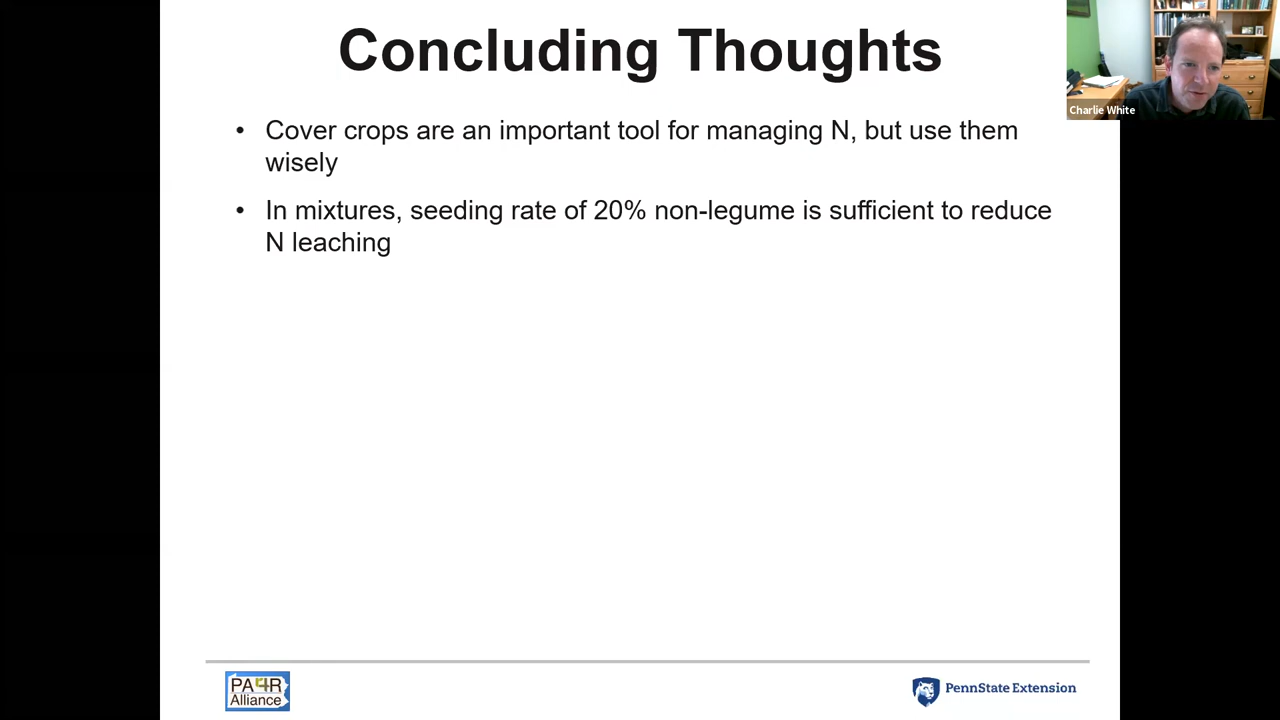 Concluding Thoughts
Charlie White
• Cover crops are an important tool for managing N, but use them
wisely
• In mixtures, seeding rate of 20% non-legume is sufficient to reduce
N leaching
PA4R
Alliance
PennState Extension